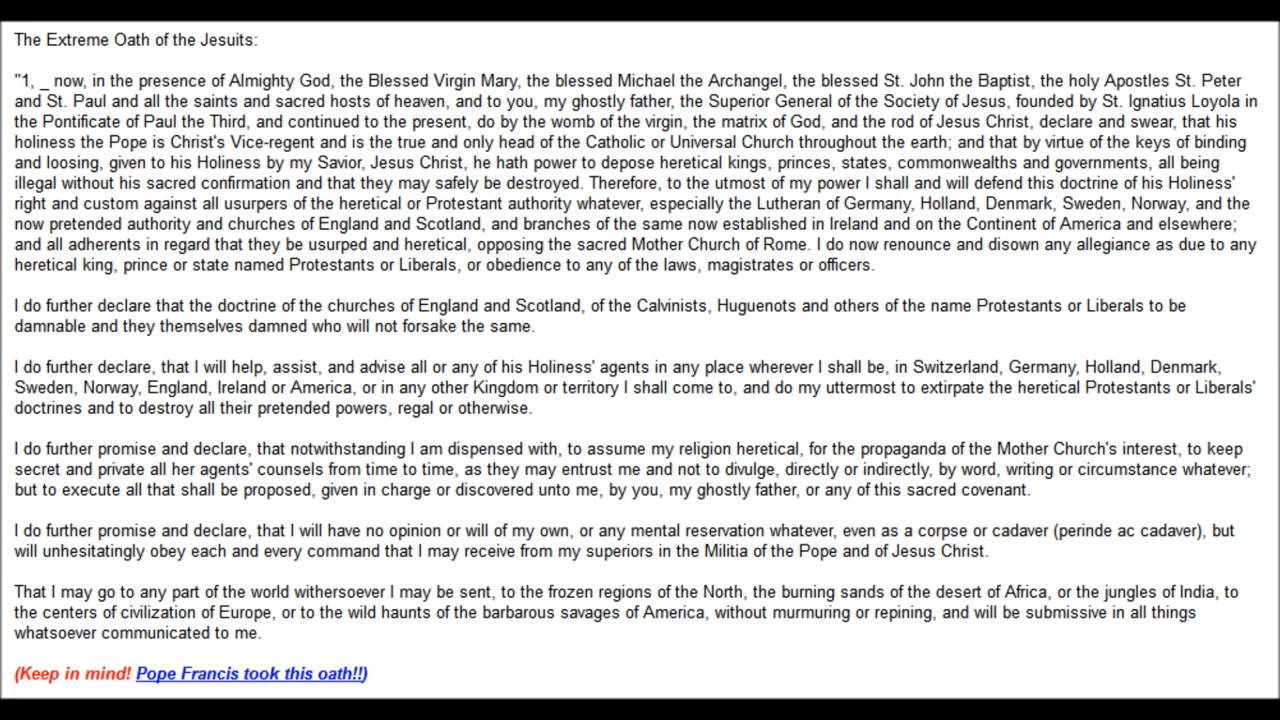 The Extreme Oath of the Jesuits:
"1, _ now, in the presence of Almighty God, the Blessed Virgin Mary, the blessed Michael the Archangel, the blessed St. John the Baptist, the holy Apostles St. Peter
and St. Paul and all the saints and sacred hosts of heaven, and to you, my ghostly father, the Superior General of the Society of Jesus, founded by St. Ignatius Loyola in
the Pontificate of Paul the Third, and continued to the present, do by the womb of the virgin, the matrix of God, and the rod of Jesus Christ, declare and swear, that his
holiness the Pope is Christ's Vice-regent and is the true and only head of the Catholic or Universal Church throughout the earth; and that by virtue of the keys of binding
and loosing, given to his Holiness by my Savior, Jesus Christ, he hath power to depose heretical kings, princes, states, commonwealths and governments, all being
illegal without his sacred confirmation and that they may safely be destroyed. Therefore, to the utmost of my power I shall and will defend this doctrine of his Holiness'
right and custom against all usurpers of the heretical or Protestant authority whatever, especially the Lutheran of Germany, Holland, Denmark, Sweden, Norway, and the
now pretended authority and churches of England and Scotland, and branches of the same now established in Ireland and on the Continent of America and elsewhere;
and all adherents in regard that they be usurped and heretical, opposing the sacred Mother Church of Rome. I do now renounce and disown any allegiance as due to any
heretical king, prince or state named Protestants or Liberals, or obedience to any of the laws, magistrates or officers.
I do further declare that the doctrine of the churches of England and Scotland, of the Calvinists, Huguenots and others of the name Protestants or Liberals to be
damnable and they themselves damned who will not forsake the same.
I do further declare, that I will help, assist, and advise all or any of his Holiness' agents in any place wherever I shall be, in Switzerland, Germany, Holland, Denmark,
Sweden, Norway, England, Ireland or America, or in any other Kingdom or territory I shall come to, and do my uttermost to extirpate the heretical Protestants or Liberals'
doctrines and to destroy all their pretended powers, regal or otherwise.
I do further promise and declare, that notwithstanding I am dispensed with, to assume my religion heretical, for the propaganda of the Mother Church's interest, to keep
secret and private all her agents' counsels from time to time, as they may entrust me and not to divulge, directly or indirectly, by word, writing or circumstance whatever;
but to execute all that shall be proposed, given in charge or discovered unto me, by you, my ghostly father, or any of this sacred covenant.
I do further promise and declare, that I will have no opinion or will of my own, or any mental reservation whatever, even as a corpse or cadaver (perinde ac cadaver), but
will unhesitatingly obey each and every command that I may receive from my superiors in the Militia of the Pope and of Jesus Christ.
That I may go to any part of the world withersoever I may be sent, to the frozen regions of the North, the burning sands of the desert of Africa, or the jungles of India, to
the centers of civilization of Europe, or to the wild haunts of the barbarous savages of America, without murmuring or repining, and will be submissive in all things
whatsoever communicated to me.
(Keep in mind! Pope Francis took this oath!!)